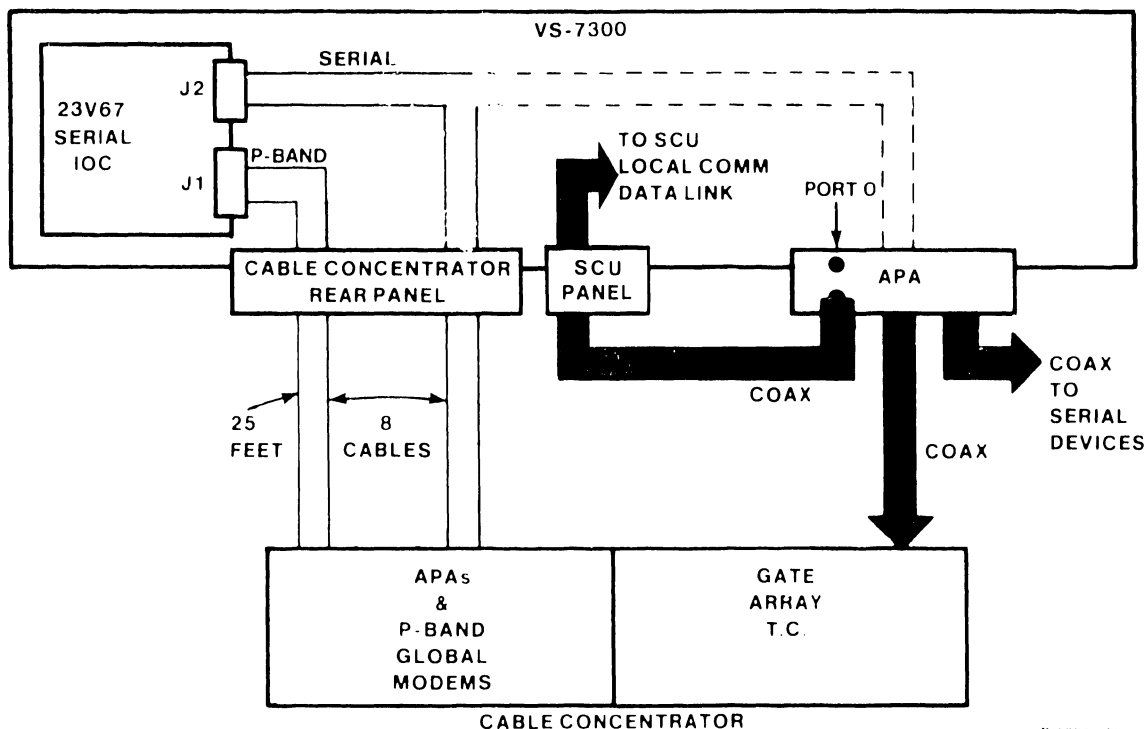 VS-7300
SERIAL
J2
23V67
SERIAL
IOC
P-BAND
J1
TO SCU
LOCAL COMM
DATA LINK
PORT 0
CABLE CONCENTRATOR
REAR PANEL
SCU
PANEL
APA
COAX
COAX
TO
SERIAL
DEVICES
25
FEET
8
CABLES
COAX
APAs
&
P-BAND
GLOBAL
MODEMS
GATE
ARRAY
T.C.
CABLE CONCENTRATOR